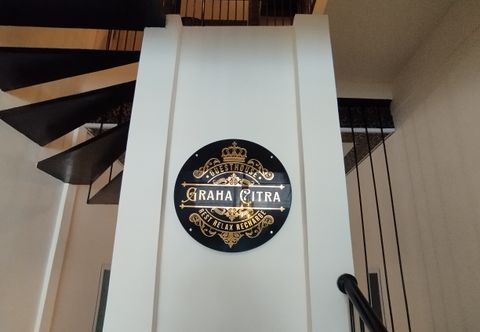 GUESTHOUSE
GRAHA CITRA
REST RELAX RECHARGE